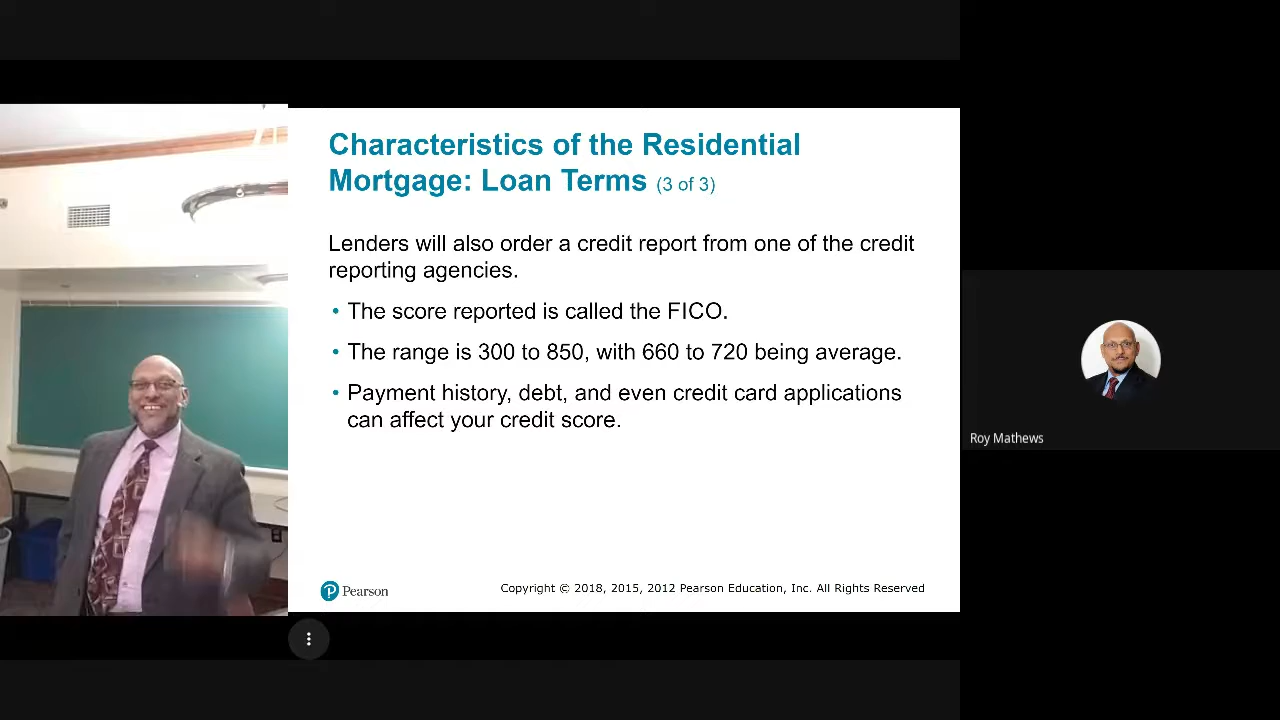 Characteristics of the Residential
Mortgage: Loan Terms (3 of 3)
Lenders will also order a credit report from one of the credit
reporting agencies.
• The score reported is called the FICO.
• The range is 300 to 850, with 660 to 720 being average.
• Payment history, debt, and even credit card applications
can affect your credit score.
P Pearson
Copyright © 2018, 2015, 2012 Pearson Education, Inc. All Rights Reserved
Roy Mathews